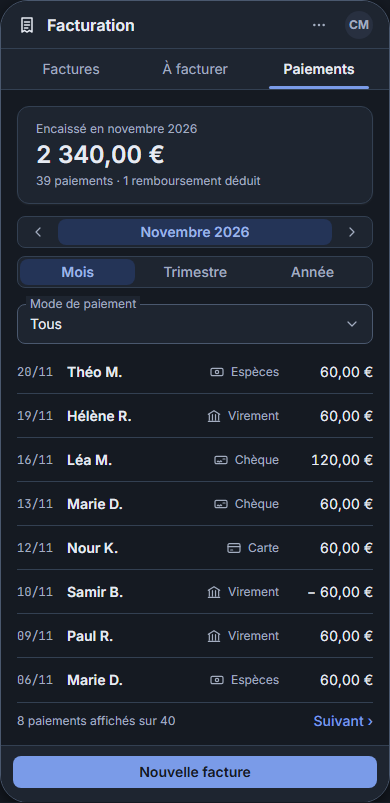 Facturation ··· CM
Factures À facturer Paiements
Encaissé en novembre 2026
2 340,00 €
39 paiements · 1 remboursement déduit
‹ Novembre 2026 ›
Mois Trimestre Année
Mode de paiement
Tous
20/11 Théo M. Espèces 60,00 €
19/11 Hélène R. Virement 60,00 €
16/11 Léa M. Chèque 120,00 €
13/11 Marie D. Chèque 60,00 €
12/11 Nour K. Carte 60,00 €
10/11 Samir B. Virement − 60,00 €
09/11 Paul R. Virement 60,00 €
06/11 Marie D. Espèces 60,00 €
8 paiements affichés sur 40 Suivant ›
Nouvelle facture